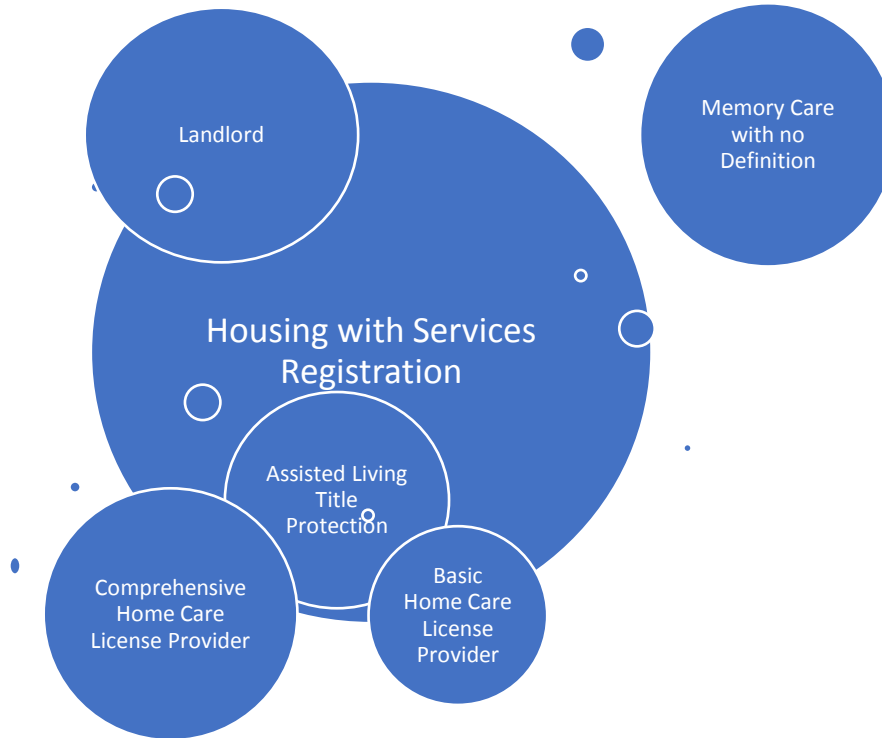 Landlord
Memory Care
with no
Definition
Housing with Services
Registration
Assisted Living
Title
Protection
Comprehensive
Home Care
License Provider
Basic
Home Care
License
Provider